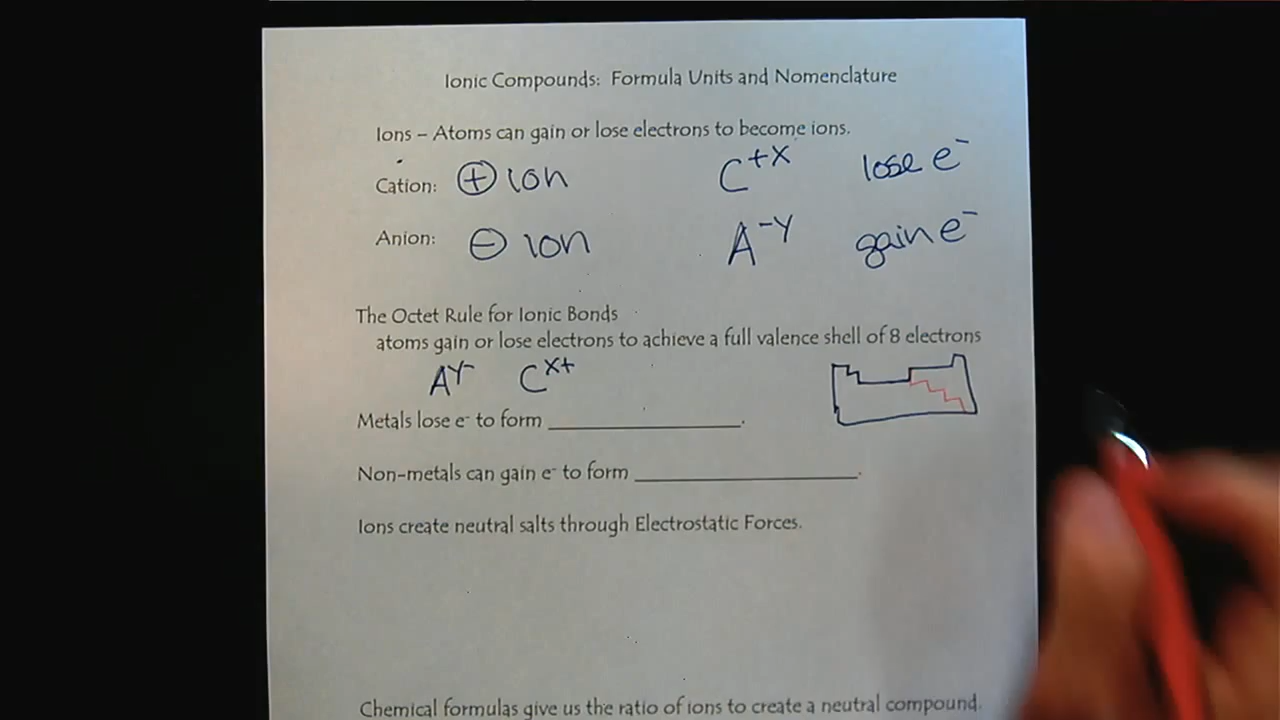 Ionic Compounds: Formula Units and Nomenclature
Ions – Atoms can gain or lose electrons to become ions.
Cation: ⊕ ion C⁺ˣ lose e⁻
Anion: ⊖ ion A⁻ʸ gain e⁻
The Octet Rule for Ionic Bonds
atoms gain or lose electrons to achieve a full valence shell of 8 electrons
Aʸ⁻ Cˣ⁺
Metals lose e⁻ to form ____________________.
Non-metals can gain e⁻ to form ____________________.
Ions create neutral salts through Electrostatic Forces.
Chemical formulas give us the ratio of ions to create a neutral compound.